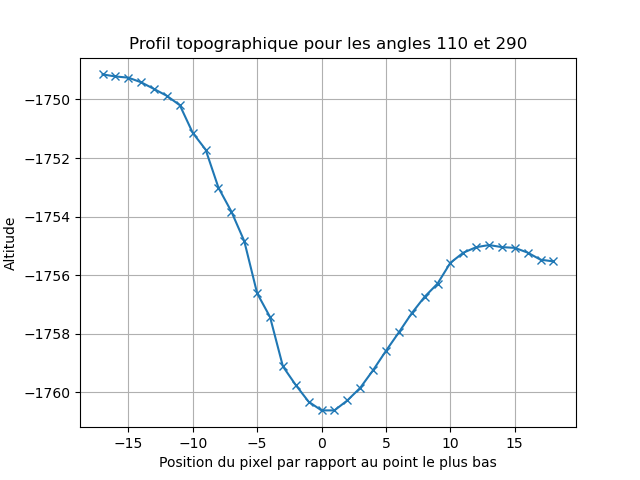 Profil topographique pour les angles 110 et 290
−1750
−1752
−1754
−1756
−1758
−1760
Altitude
−15 −10 −5 0 5 10 15
Position du pixel par rapport au point le plus bas